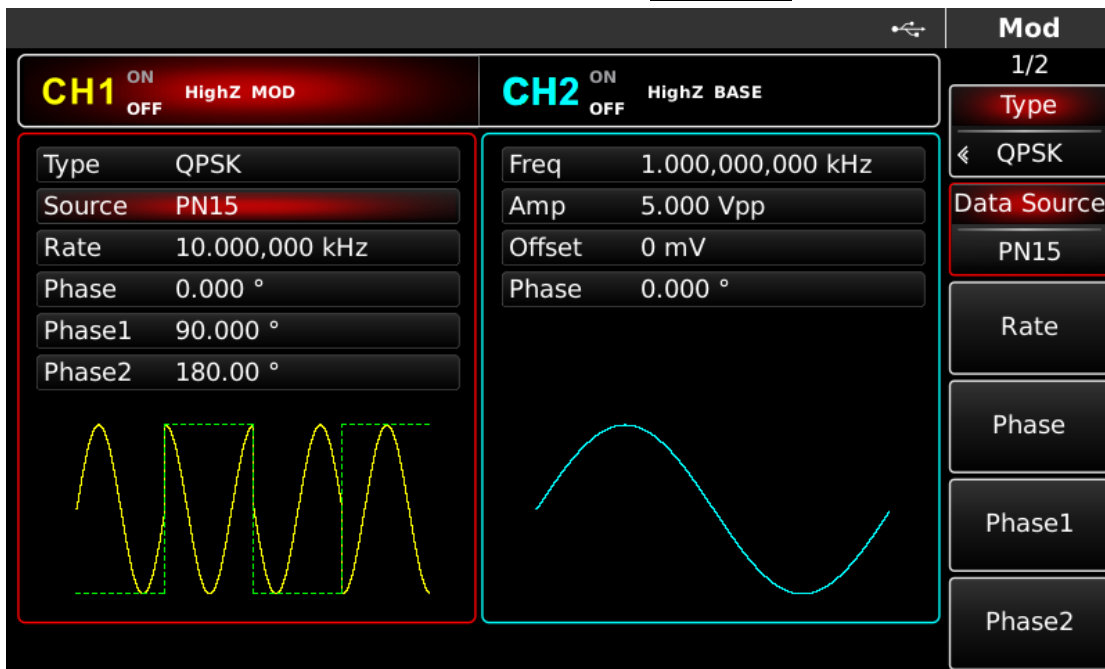 Mod
1/2
CH1 ON OFF HighZ MOD
CH2 ON OFF HighZ BASE
Type QPSK
Source PN15
Rate 10.000,000 kHz
Phase 0.000 °
Phase1 90.000 °
Phase2 180.00 °
Freq 1.000,000,000 kHz
Amp 5.000 Vpp
Offset 0 mV
Phase 0.000 °
Type
QPSK
Data Source
PN15
Rate
Phase
Phase1
Phase2